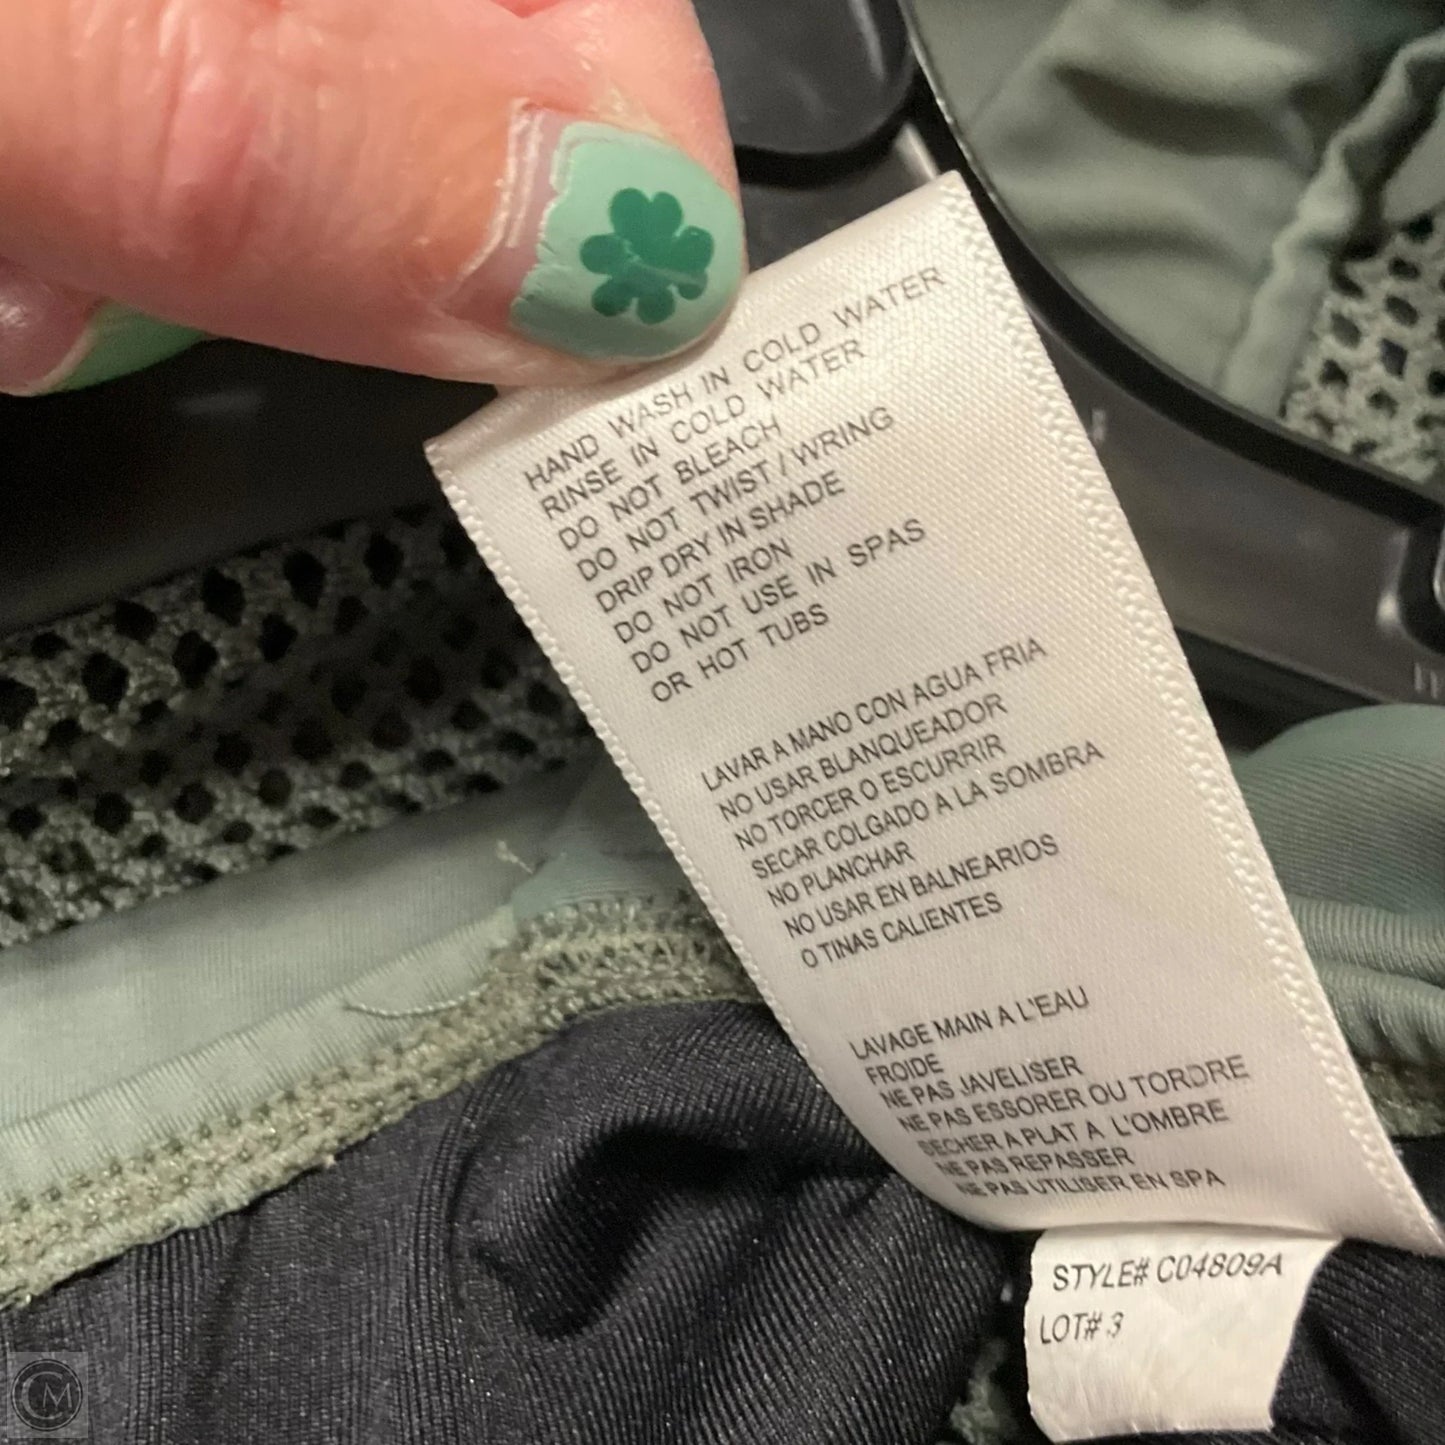 HAND WASH IN COLD WATER
RINSE IN COLD WATER
DO NOT BLEACH
DO NOT TWIST / WRING
DRIP DRY IN SHADE
DO NOT IRON
DO NOT USE IN SPAS
OR HOT TUBS
LAVAR A MANO CON AGUA FRIA
NO USAR BLANQUEADOR
NO TORCER O ESCURRIR
SECAR COLGADO A LA SOMBRA
NO PLANCHAR
NO USAR EN BALNEARIOS
O TINAS CALIENTES
LAVAGE MAIN A L'EAU
FROIDE
NE PAS JAVELISER
NE PAS ESSORER OU TORDRE
SECHER A PLAT A L'OMBRE
NE PAS REPASSER
NE PAS UTILISER EN SPA
STYLE# C04809A
LOT# 3
CM